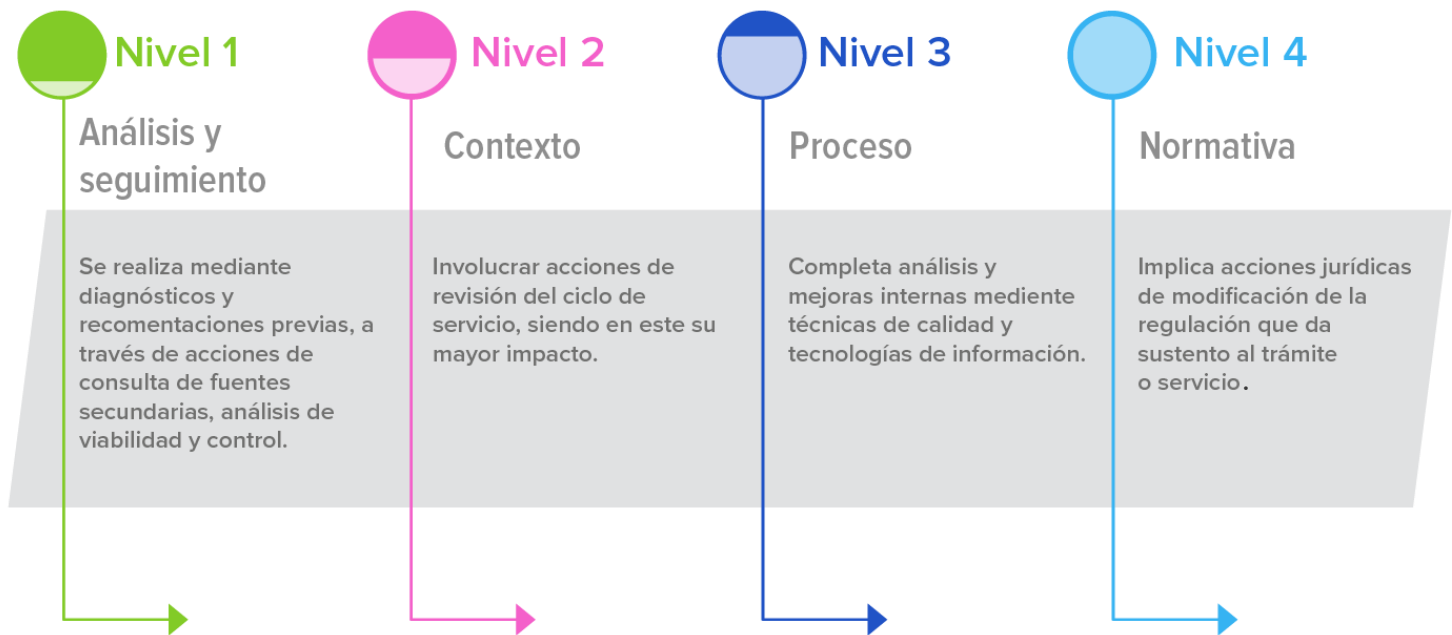 Nivel 1
Análisis y
seguimiento
Se realiza mediante
diagnósticos y
recomentaciones previas, a
través de acciones de
consulta de fuentes
secundarias, análisis de
viabilidad y control.
Nivel 2
Contexto
Involucrar acciones de
revisión del ciclo de
servicio, siendo en este su
mayor impacto.
Nivel 3
Proceso
Completa análisis y
mejoras internas mediente
técnicas de calidad y
tecnologías de información.
Nivel 4
Normativa
Implica acciones jurídicas
de modificación de la
regulación que da
sustento al trámite
o servicio.